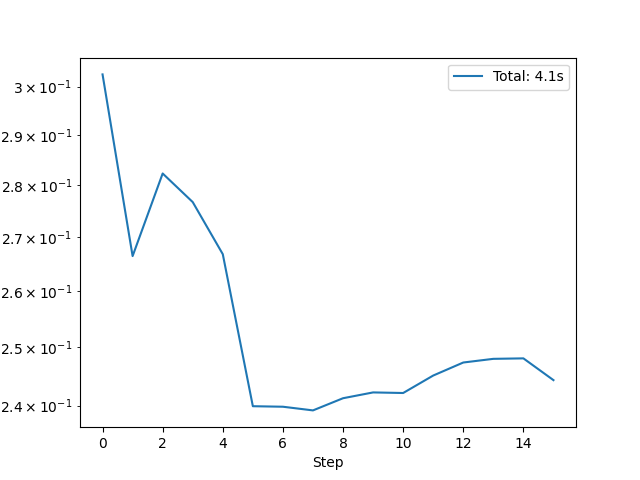 Total: 4.1s
3 × 10⁻¹
2.9 × 10⁻¹
2.8 × 10⁻¹
2.7 × 10⁻¹
2.6 × 10⁻¹
2.5 × 10⁻¹
2.4 × 10⁻¹
0 2 4 6 8 10 12 14
Step